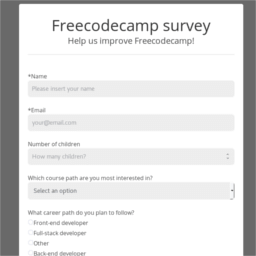 Freecodecamp survey
Help us improve Freecodecamp!
*Name
Please insert your name
*Email
your@email.com
Number of children
How many children?
Which course path are you most interested in?
Select an option
What career path do you plan to follow?
Front-end developer
Full-stack developer
Other
Back-end developer